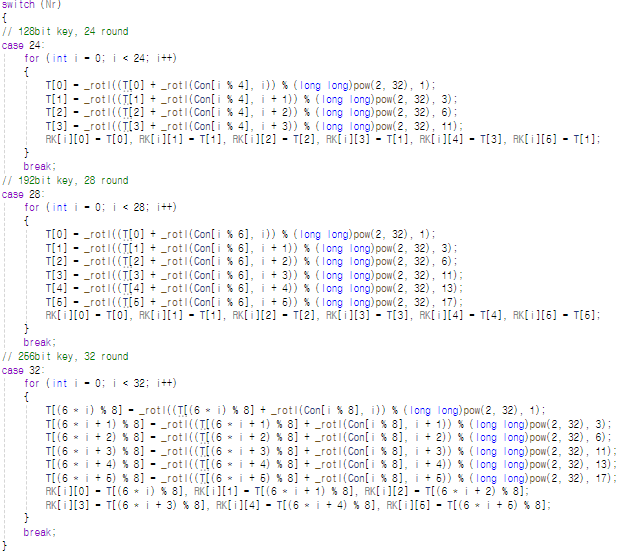 switch (Nr)
{
// 128bit key, 24 round
case 24:
for (int i = 0; i < 24; i++)
{
T[0] = _rotl((T[0] + _rotl(Con[i % 4], i)) % (long long)pow(2, 32), 1);
T[1] = _rotl((T[1] + _rotl(Con[i % 4], i + 1)) % (long long)pow(2, 32), 3);
T[2] = _rotl((T[2] + _rotl(Con[i % 4], i + 2)) % (long long)pow(2, 32), 6);
T[3] = _rotl((T[3] + _rotl(Con[i % 4], i + 3)) % (long long)pow(2, 32), 11);
RK[i][0] = T[0], RK[i][1] = T[1], RK[i][2] = T[2], RK[i][3] = T[1], RK[i][4] = T[3], RK[i][5] = T[1];
}
break;
// 192bit key, 28 round
case 28:
for (int i = 0; i < 28; i++)
{
T[0] = _rotl((T[0] + _rotl(Con[i % 6], i)) % (long long)pow(2, 32), 1);
T[1] = _rotl((T[1] + _rotl(Con[i % 6], i + 1)) % (long long)pow(2, 32), 3);
T[2] = _rotl((T[2] + _rotl(Con[i % 6], i + 2)) % (long long)pow(2, 32), 6);
T[3] = _rotl((T[3] + _rotl(Con[i % 6], i + 3)) % (long long)pow(2, 32), 11);
T[4] = _rotl((T[4] + _rotl(Con[i % 6], i + 4)) % (long long)pow(2, 32), 13);
T[5] = _rotl((T[5] + _rotl(Con[i % 6], i + 5)) % (long long)pow(2, 32), 17);
RK[i][0] = T[0], RK[i][1] = T[1], RK[i][2] = T[2], RK[i][3] = T[3], RK[i][4] = T[4], RK[i][5] = T[5];
}
break;
// 256bit key, 32 round
case 32:
for (int i = 0; i < 32; i++)
{
T[(6 * i) % 8] = _rotl((T[(6 * i) % 8] + _rotl(Con[i % 8], i)) % (long long)pow(2, 32), 1);
T[(6 * i + 1) % 8] = _rotl((T[(6 * i + 1) % 8] + _rotl(Con[i % 8], i + 1)) % (long long)pow(2, 32), 3);
T[(6 * i + 2) % 8] = _rotl((T[(6 * i + 2) % 8] + _rotl(Con[i % 8], i + 2)) % (long long)pow(2, 32), 6);
T[(6 * i + 3) % 8] = _rotl((T[(6 * i + 3) % 8] + _rotl(Con[i % 8], i + 3)) % (long long)pow(2, 32), 11);
T[(6 * i + 4) % 8] = _rotl((T[(6 * i + 4) % 8] + _rotl(Con[i % 8], i + 4)) % (long long)pow(2, 32), 13);
T[(6 * i + 5) % 8] = _rotl((T[(6 * i + 5) % 8] + _rotl(Con[i % 8], i + 5)) % (long long)pow(2, 32), 17);
RK[i][0] = T[(6 * i) % 8], RK[i][1] = T[(6 * i + 1) % 8], RK[i][2] = T[(6 * i + 2) % 8];
RK[i][3] = T[(6 * i + 3) % 8], RK[i][4] = T[(6 * i + 4) % 8], RK[i][5] = T[(6 * i + 5) % 8];
}
break;
}